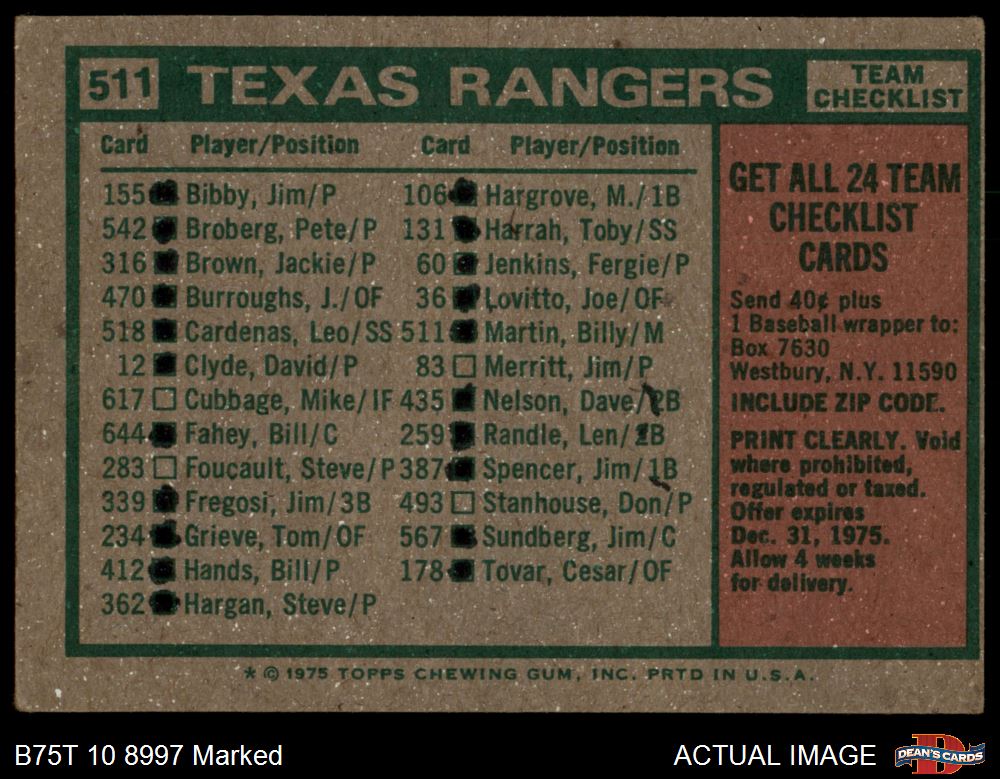 511 TEXAS RANGERS TEAM CHECKLIST
Card Player/Position Card Player/Position
155 Bibby, Jim/P 106 Hargrove, M./1B
542 Broberg, Pete/P 131 Harrah, Toby/SS
316 Brown, Jackie/P 60 Jenkins, Fergie/P
470 Burroughs, J./OF 36 Lovitto, Joe/OF
518 Cardenas, Leo/SS 511 Martin, Billy/M
12 Clyde, David/P 83 Merritt, Jim/P
617 Cubbage, Mike/IF 435 Nelson, Dave/2B
644 Fahey, Bill/C 259 Randle, Len/ B
283 Foucault, Steve/P 387 Spencer, Jim/1B
339 Fregosi, Jim/3B 493 Stanhouse, Don/P
234 Grieve, Tom/OF 567 Sundberg, Jim/C
412 Hands, Bill/P 178 Tovar, Cesar/OF
362 Hargan, Steve/P
GET ALL 24 TEAM
CHECKLIST
CARDS
Send 40¢ plus
1 Baseball wrapper to:
Box 7630
Westbury, N.Y. 11590
INCLUDE ZIP CODE.
PRINT CLEARLY. Void
where prohibited,
regulated or taxed.
Offer expires
Dec. 31, 1975.
Allow 4 weeks
for delivery.
* © 1975 TOPPS CHEWING GUM, INC. PRTD IN U.S.A.
B75T 10 8997 Marked
ACTUAL IMAGE
DEAN'S CARDS